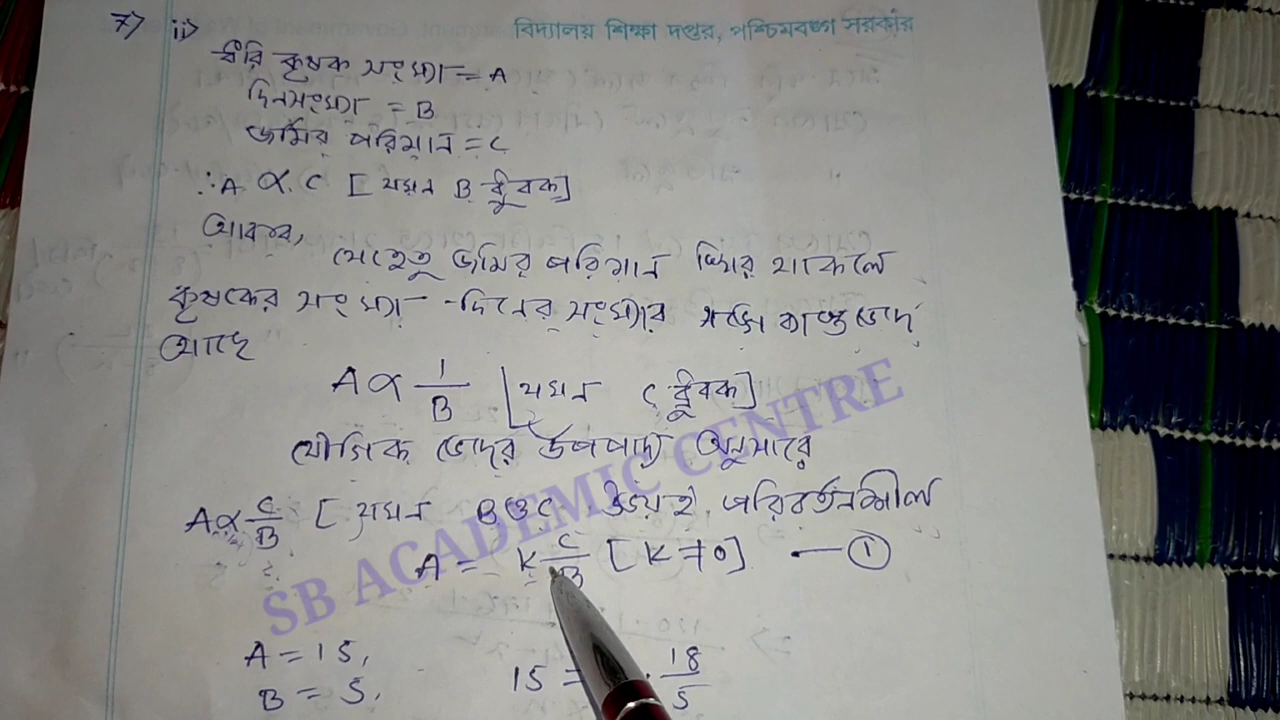 বিদ্যালয় শিক্ষা দপ্তর, পশ্চিমবঙ্গ সরকার
7) ii)
ধরি কৃষক সংখ্যা = A
দিনসংখ্যা = B
জমির পরিমান = C
∴ A ∝ C [যখন B ধ্রুবক]
আবার,
যেহেতু জমির পরিমান স্থির থাকলে
কৃষকের সংখ্যা দিনের সংখ্যার সঙ্গে ব্যস্তভেদে
আছে
A ∝ 1/B [যখন C ধ্রুবক]
যৌগিক ভেদের উপপাদ্য অনুসারে
A ∝ C/B [যখন B ও C উভয়ই পরিবর্তনশীল
A = K C/B [K ≠ 0] — ①
A = 15,
B = 5,
15 = . 18/5
SB ACADEMIC CENTRE